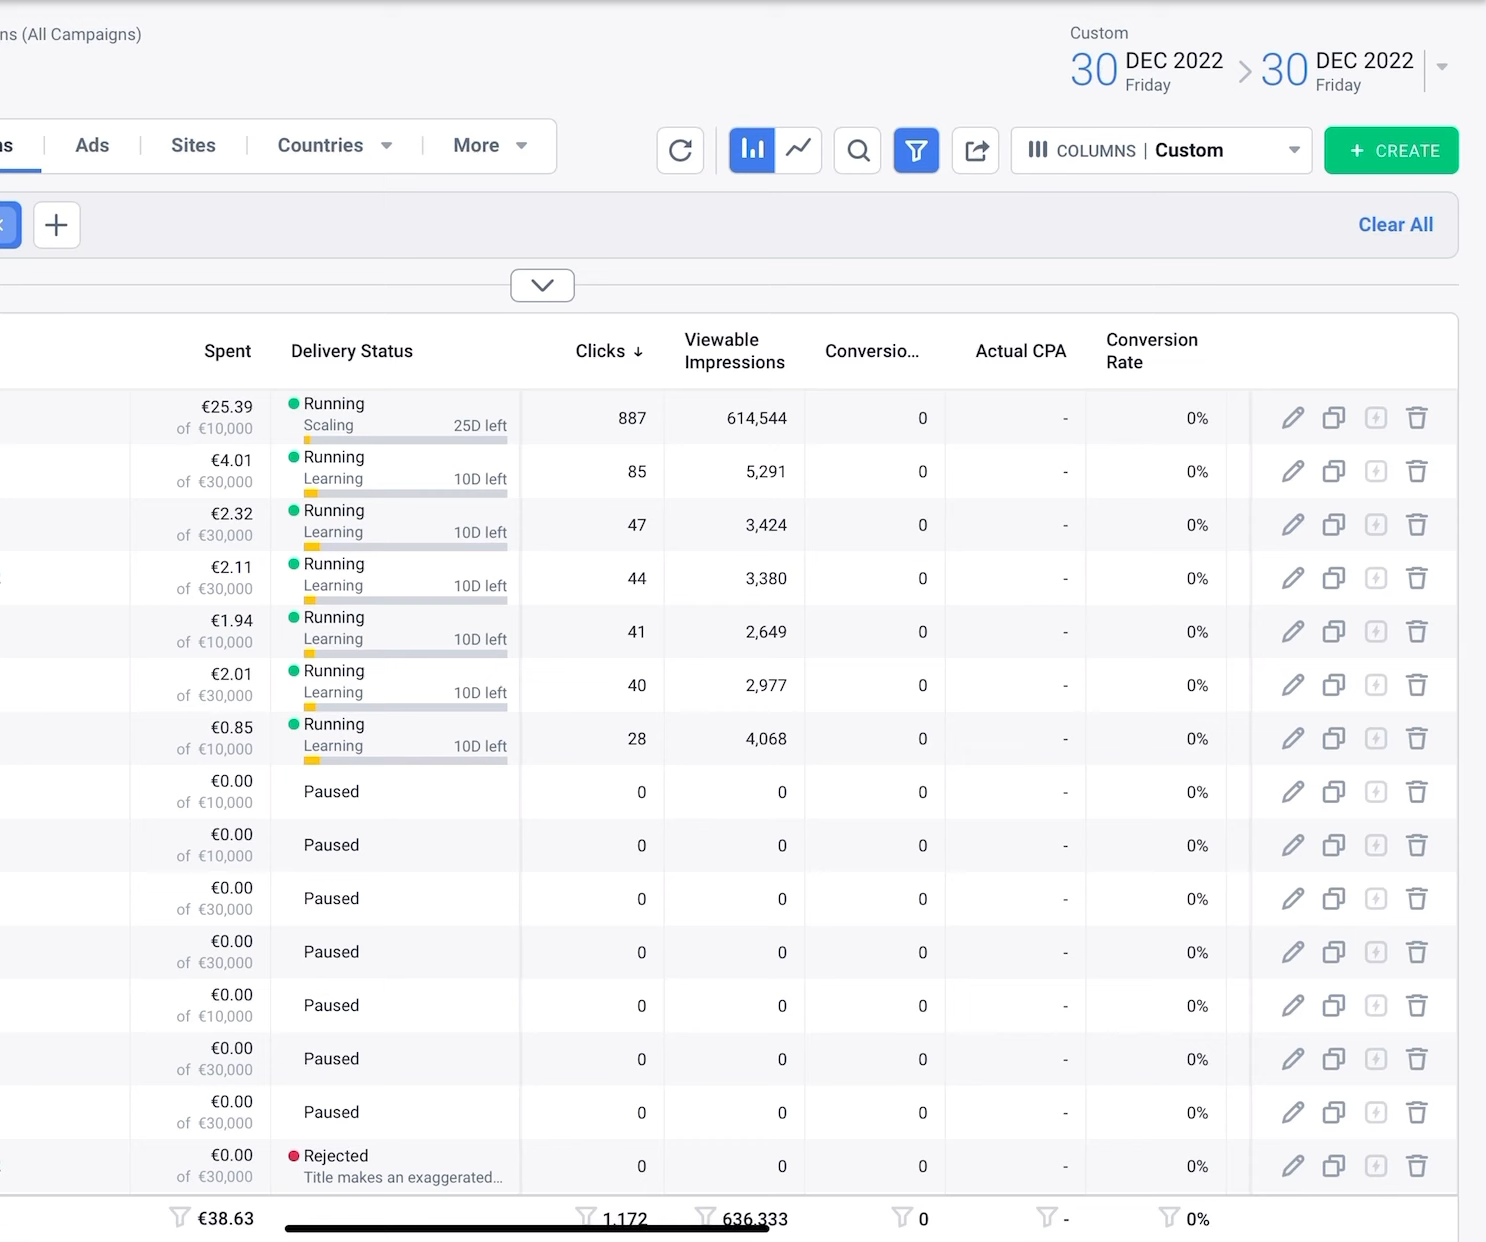 ns (All Campaigns)
Custom
30 DEC 2022 Friday > 30 DEC 2022 Friday
ns Ads Sites Countries More COLUMNS | Custom + CREATE
Clear All
Spent Delivery Status Clicks ↓ Viewable Impressions Conversio... Actual CPA Conversion Rate
€25.39 Running 887 614,544 0 - 0%
of €10,000 Scaling 25D left
€4.01 Running 85 5,291 0 - 0%
of €30,000 Learning 10D left
€2.32 Running 47 3,424 0 - 0%
of €30,000 Learning 10D left
€2.11 Running 44 3,380 0 - 0%
of €30,000 Learning 10D left
€1.94 Running 41 2,649 0 - 0%
of €10,000 Learning 10D left
€2.01 Running 40 2,977 0 - 0%
of €30,000 Learning 10D left
€0.85 Running 28 4,068 0 - 0%
of €10,000 Learning 10D left
€0.00 Paused 0 0 0 - 0%
of €10,000
€0.00 Paused 0 0 0 - 0%
of €10,000
€0.00 Paused 0 0 0 - 0%
of €30,000
€0.00 Paused 0 0 0 - 0%
of €30,000
€0.00 Paused 0 0 0 - 0%
of €10,000
€0.00 Paused 0 0 0 - 0%
of €30,000
€0.00 Paused 0 0 0 - 0%
of €30,000
€0.00 Rejected 0 0 0 - 0%
of €30,000 Title makes an exaggerated...
€38.63 1,172 636,333 0 - 0%